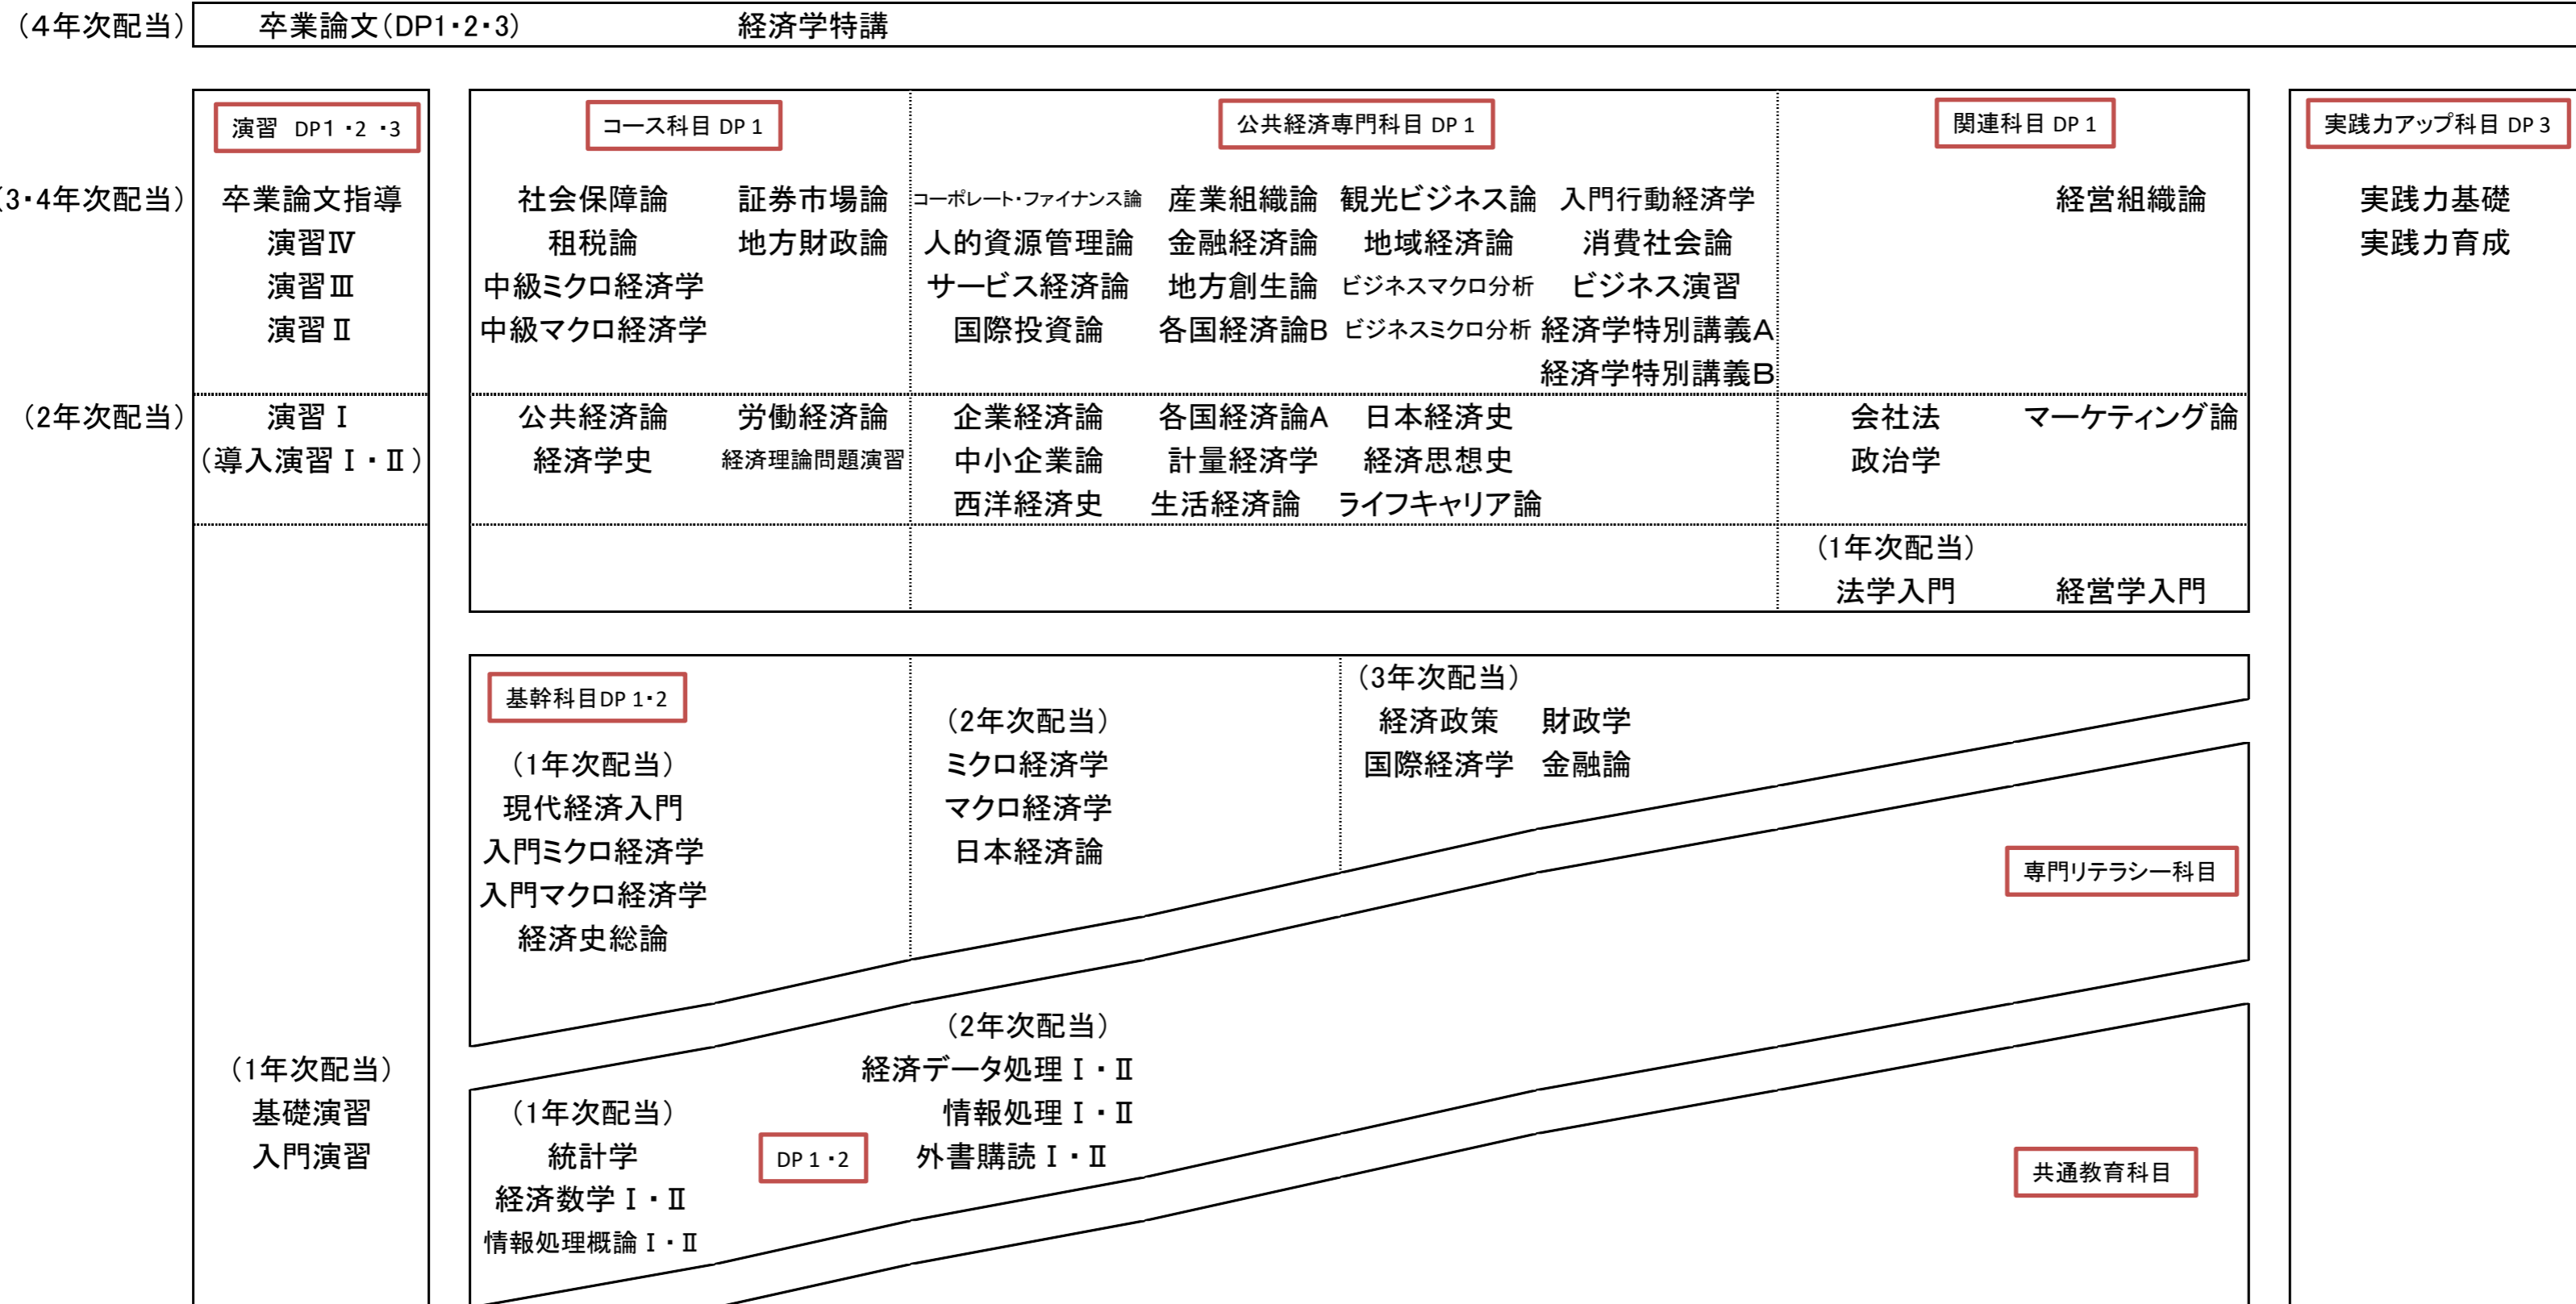 （４年次配当） 卒業論文(DP1・2・3) 経済学特講
演習 DP１・2・3
コース科目 DP 1
公共経済専門科目 DP 1
関連科目 DP 1
実践力アップ科目 DP 3
3・4年次配当) 卒業論文指導 社会保障論 証券市場論 コーポレート・ファイナンス論 産業組織論 観光ビジネス論 入門行動経済学 経営組織論 実践力基礎
演習Ⅳ 租税論 地方財政論 人的資源管理論 金融経済論 地域経済論 消費社会論 実践力育成
演習Ⅲ 中級ミクロ経済学 サービス経済論 地方創生論 ビジネスマクロ分析 ビジネス演習
演習Ⅱ 中級マクロ経済学 国際投資論 各国経済論B ビジネスミクロ分析 経済学特別講義A
経済学特別講義B
(2年次配当) 演習Ⅰ 公共経済論 労働経済論 企業経済論 各国経済論A 日本経済史 会社法 マーケティング論
(導入演習Ⅰ・Ⅱ) 経済学史 経済理論問題演習 中小企業論 計量経済学 経済思想史 政治学
西洋経済史 生活経済論 ライフキャリア論
(1年次配当)
法学入門 経営学入門
基幹科目DP 1・2
(1年次配当)
現代経済入門
入門ミクロ経済学
入門マクロ経済学
経済史総論
(2年次配当)
ミクロ経済学
マクロ経済学
日本経済論
(3年次配当)
経済政策 財政学
国際経済学 金融論
専門リテラシー科目
(1年次配当)
基礎演習
入門演習
(1年次配当)
統計学
経済数学Ⅰ・Ⅱ
情報処理概論Ⅰ・Ⅱ
DP 1・2
(2年次配当)
経済データ処理Ⅰ・Ⅱ
情報処理Ⅰ・Ⅱ
外書購読Ⅰ・Ⅱ
共通教育科目